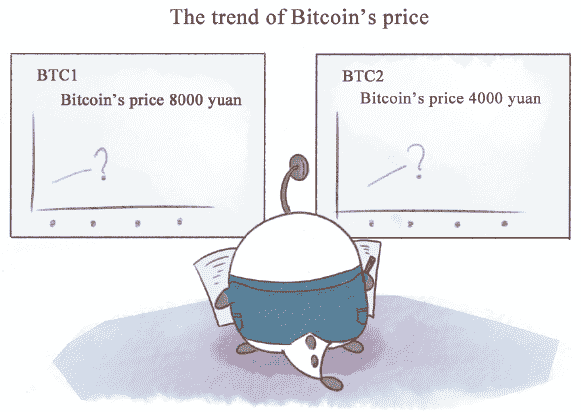 The trend of Bitcoin's price
BTC1
Bitcoin's price 8000 yuan
?
BTC2
Bitcoin's price 4000 yuan
?